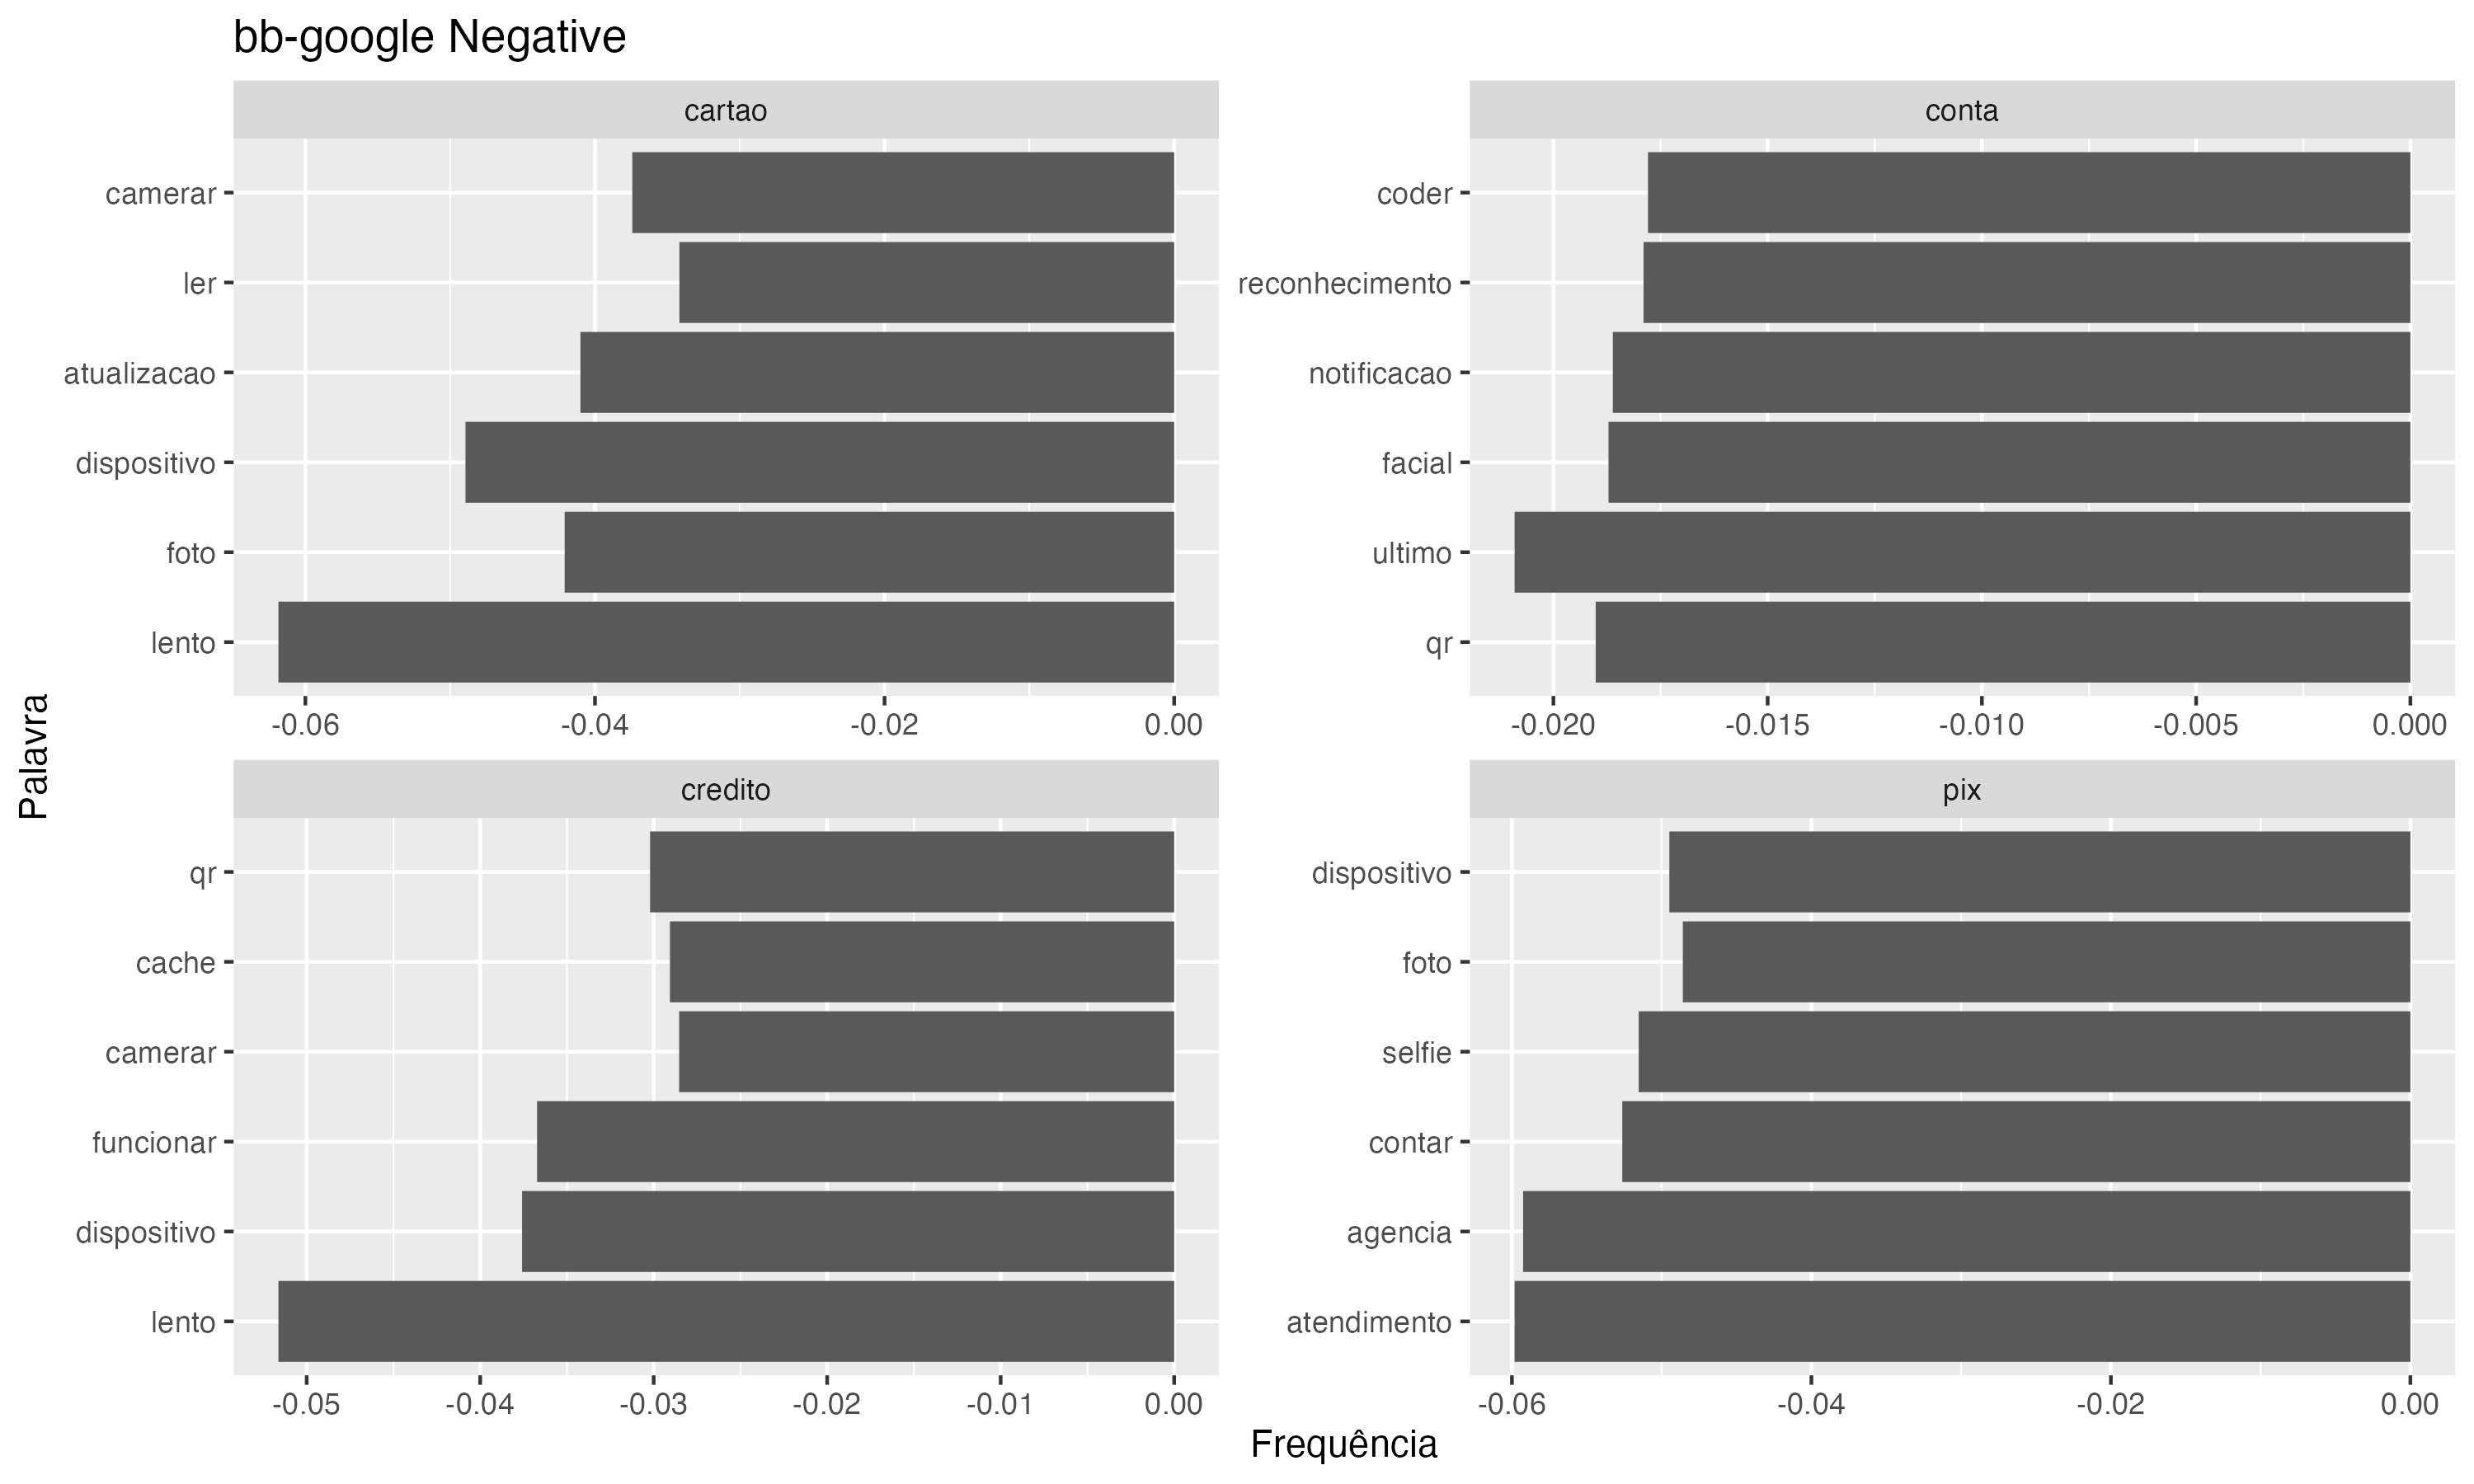 bb-google Negative
cartao
camerar
ler
atualizacao
dispositivo
foto
lento
-0.06 -0.04 -0.02 0.00
conta
coder
reconhecimento
notificacao
facial
ultimo
qr
-0.020 -0.015 -0.010 -0.005 0.000
credito
qr
cache
camerar
funcionar
dispositivo
lento
-0.05 -0.04 -0.03 -0.02 -0.01 0.00
pix
dispositivo
foto
selfie
contar
agencia
atendimento
-0.06 -0.04 -0.02 0.00
Palavra
Frequência